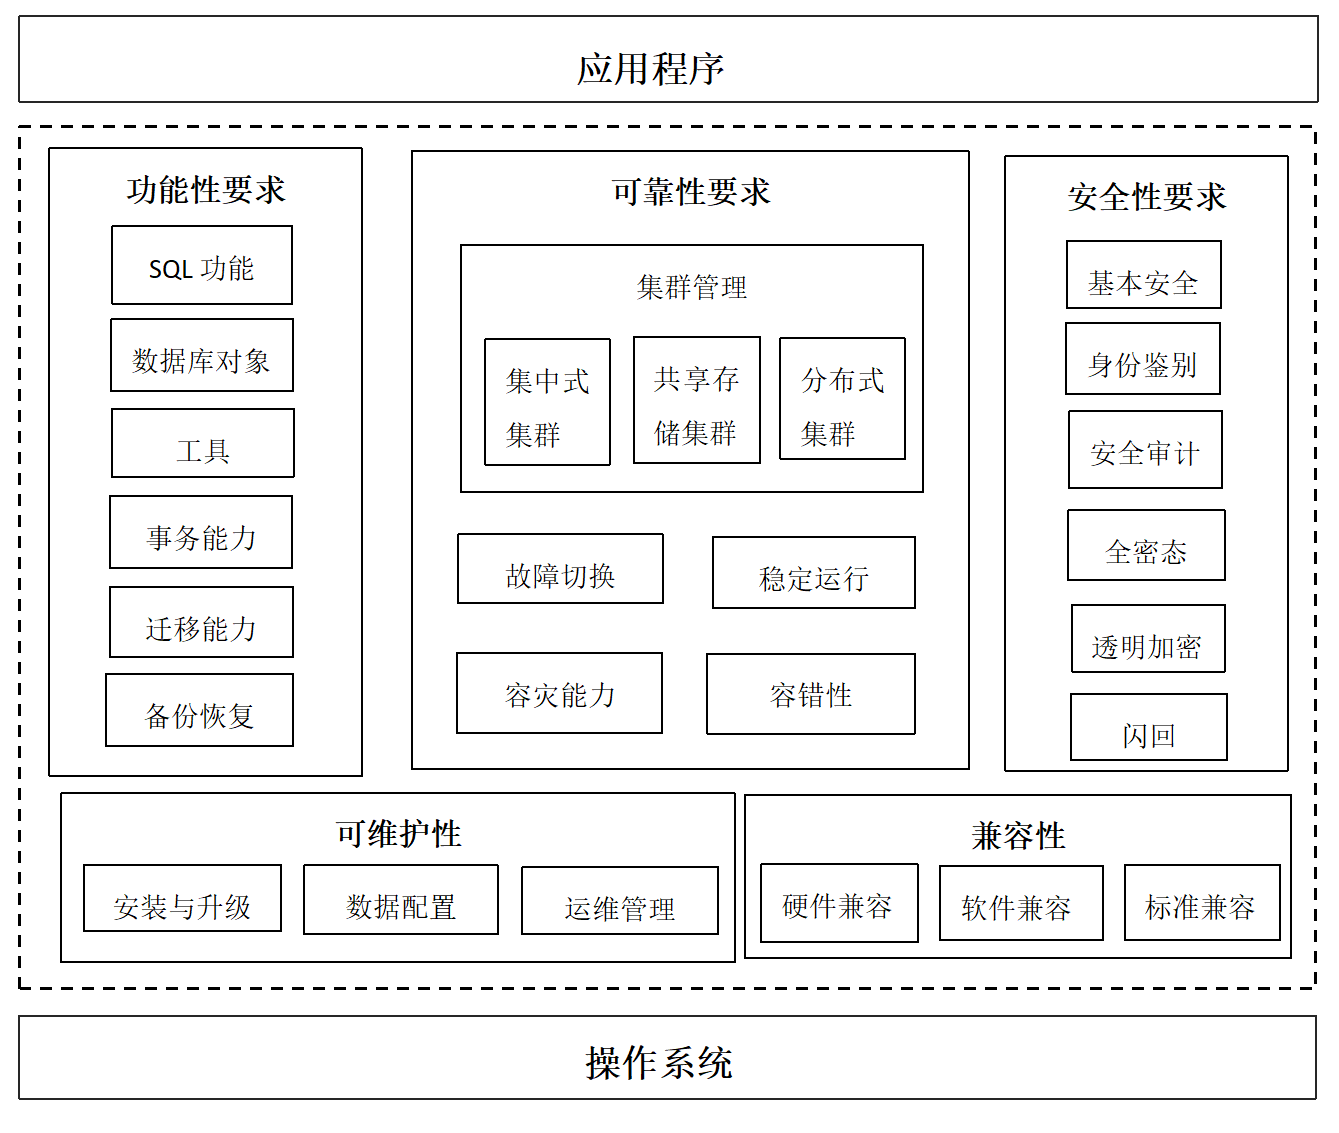 应用程序
功能性要求
SQL 功能
数据库对象
工具
事务能力
迁移能力
备份恢复
可靠性要求
集群管理
集中式
集群
共享存
储集群
分布式
集群
故障切换
稳定运行
容灾能力
容错性
安全性要求
基本安全
身份鉴别
安全审计
全密态
透明加密
闪回
可维护性
安装与升级
数据配置
运维管理
兼容性
硬件兼容
软件兼容
标准兼容
操作系统